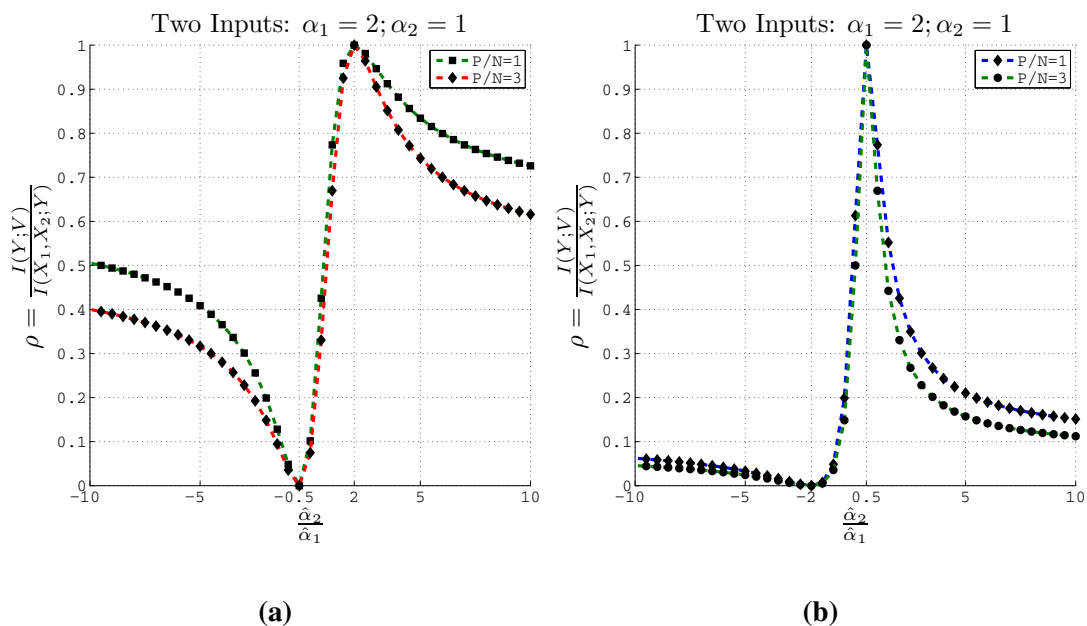 Two Inputs: α₁ = 2; α₂ = 1
P/N=1
P/N=3
1
0.9
0.8
0.7
0.6
0.5
0.4
0.3
0.2
0.1
0
-10
-5
-0.5
2
5
10
ρ = I(Y;V) / I(X₁,X₂;Y)
α̂₂ / α̂₁
(a)
Two Inputs: α₁ = 2; α₂ = 1
P/N=1
P/N=3
1
0.9
0.8
0.7
0.6
0.5
0.4
0.3
0.2
0.1
0
-10
-5
-2
0.5
5
10
ρ = I(Y;V) / I(X₁,X₂;Y)
α̂₂ / α̂₁
(b)